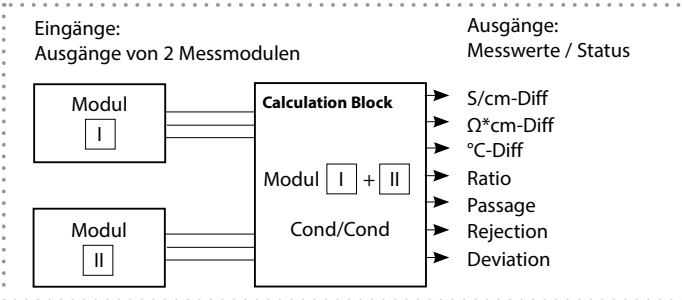 Eingänge:
Ausgänge von 2 Messmodulen
Ausgänge:
Messwerte / Status
Modul
I
Modul
II
Calculation Block
Modul I + II
Cond/Cond
S/cm-Diff
Ω*cm-Diff
°C-Diff
Ratio
Passage
Rejection
Deviation